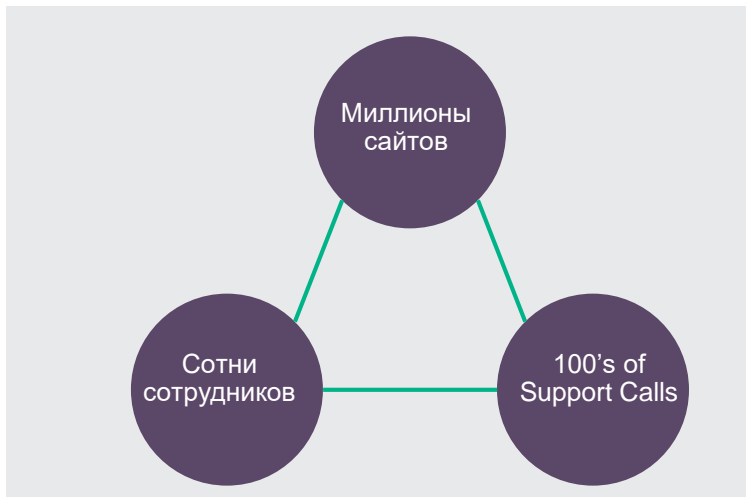 Миллионы
сайтов
Сотни
сотрудников
100’s of
Support Calls